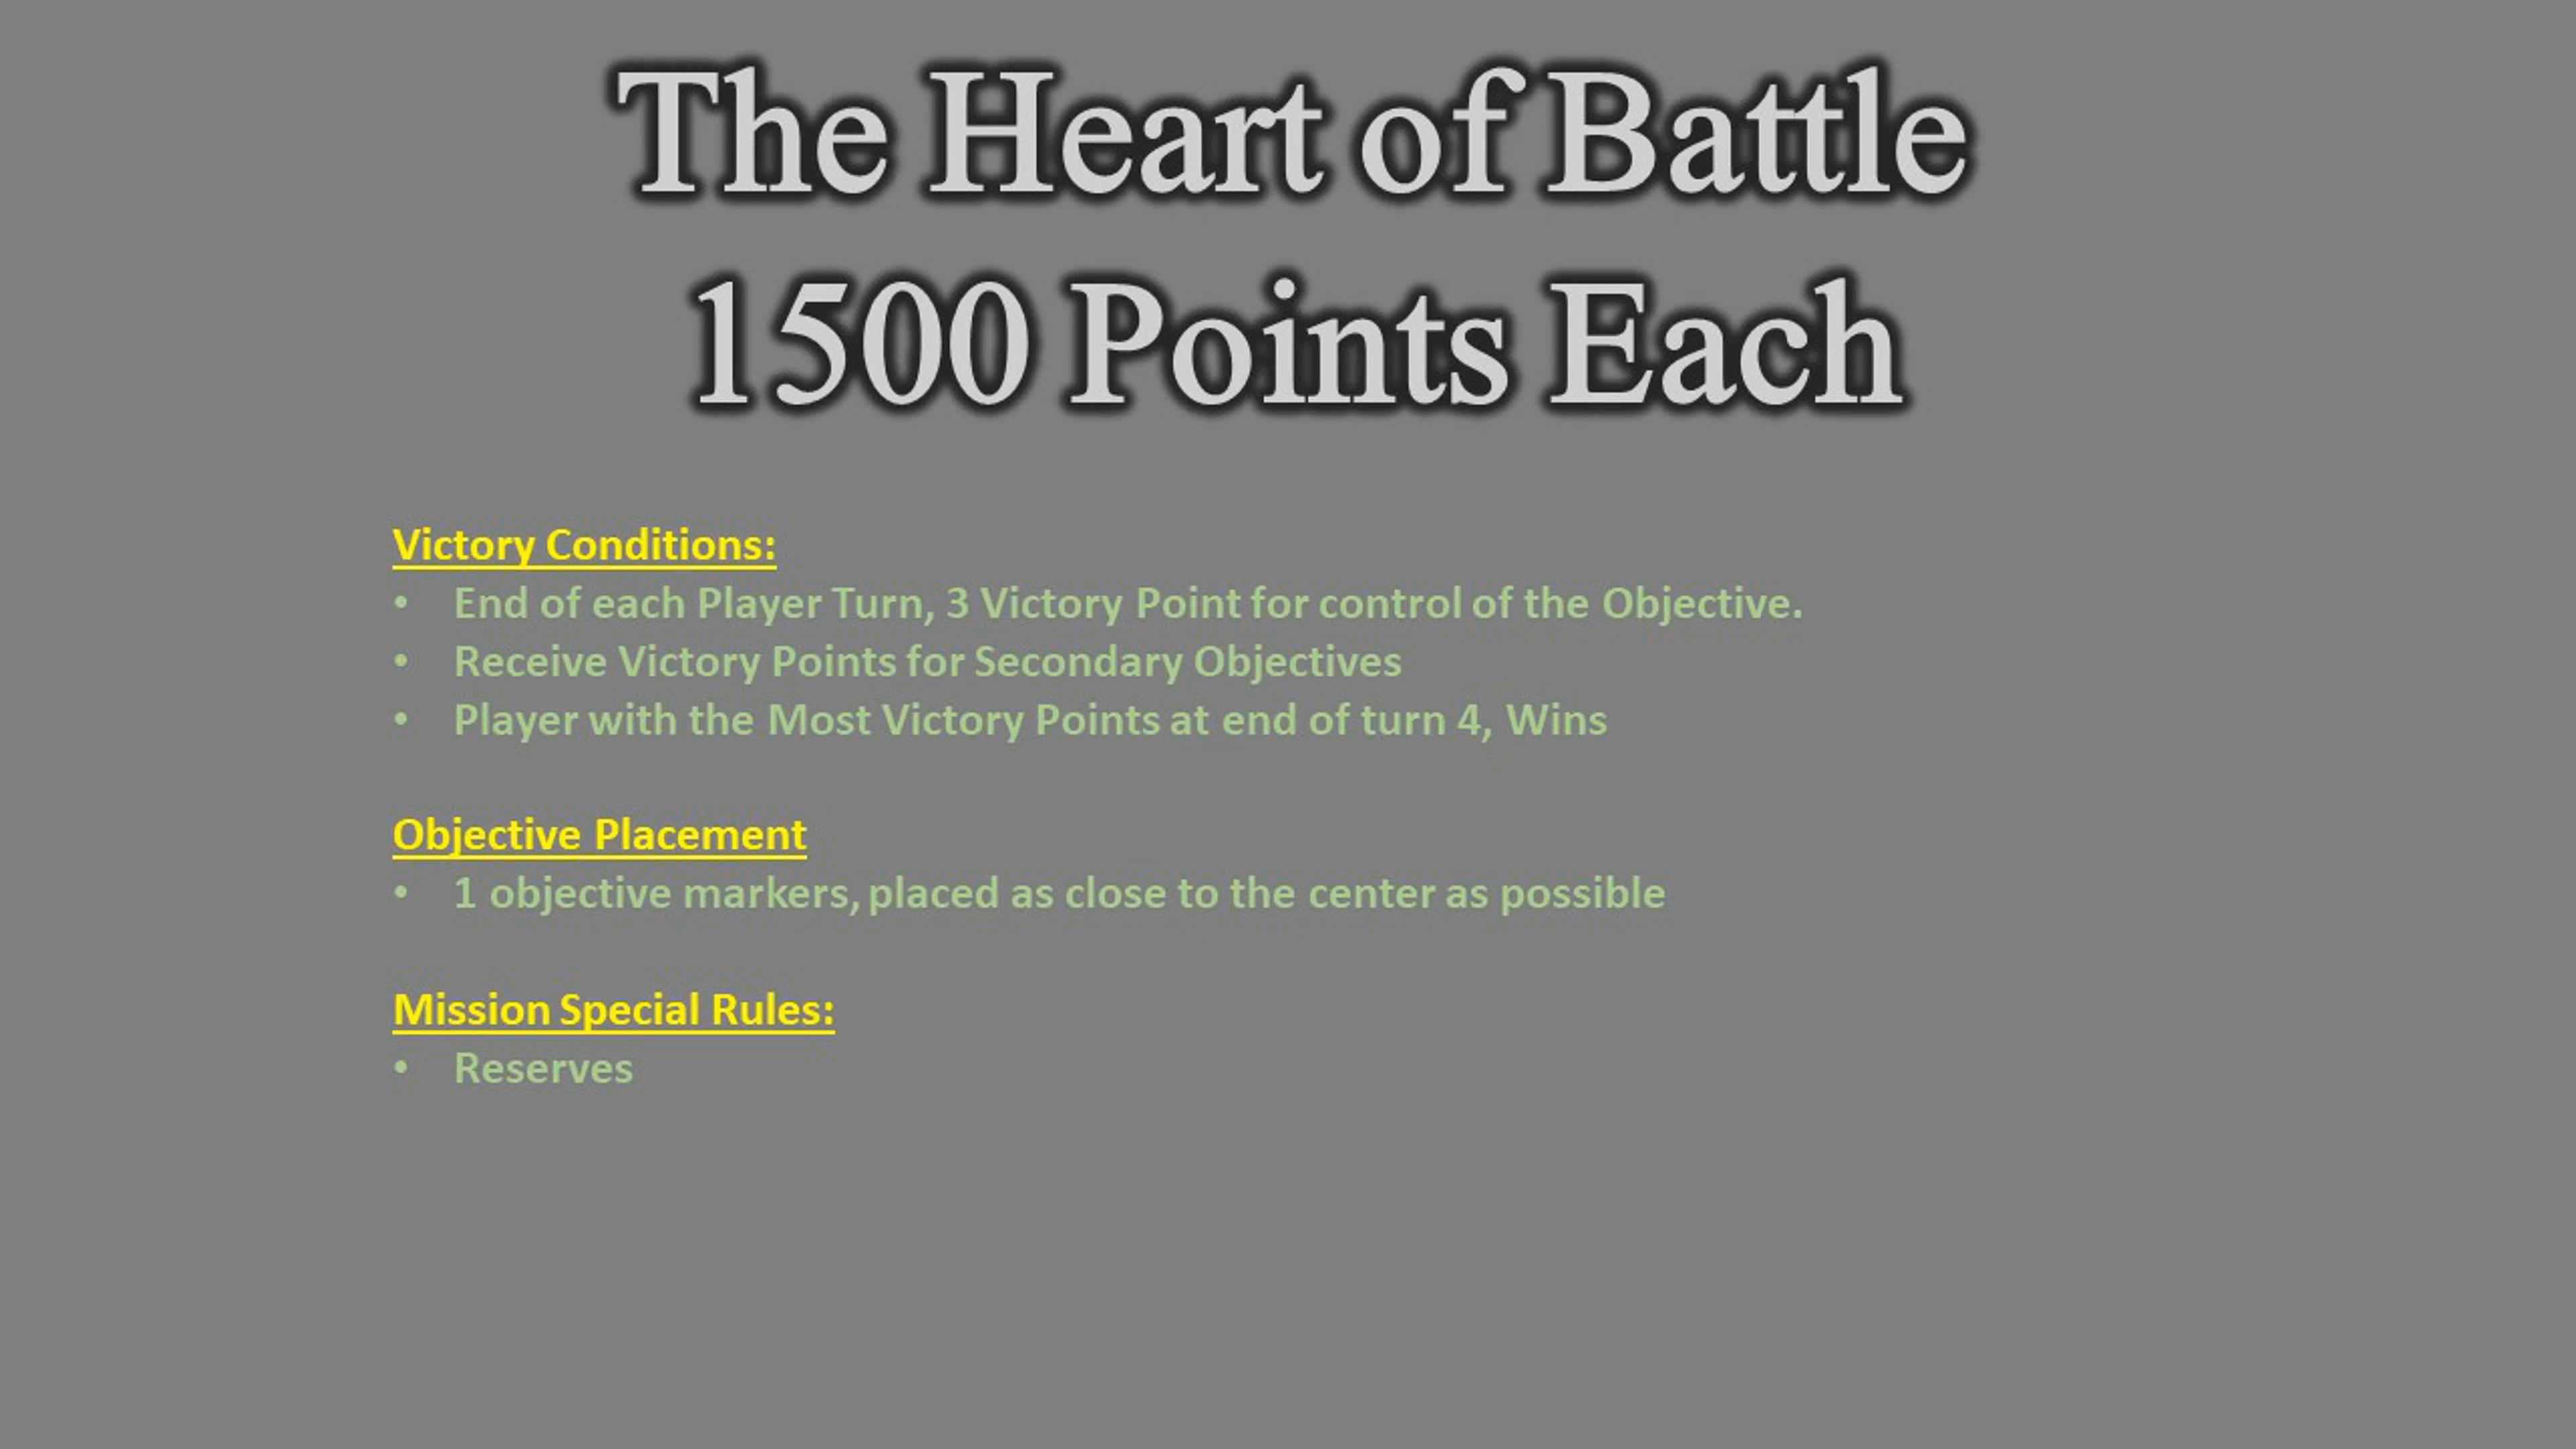 The Heart of Battle
1500 Points Each
Victory Conditions:
• End of each Player Turn, 3 Victory Point for control of the Objective.
• Receive Victory Points for Secondary Objectives
• Player with the Most Victory Points at end of turn 4, Wins
Objective Placement
• 1 objective markers, placed as close to the center as possible
Mission Special Rules:
• Reserves